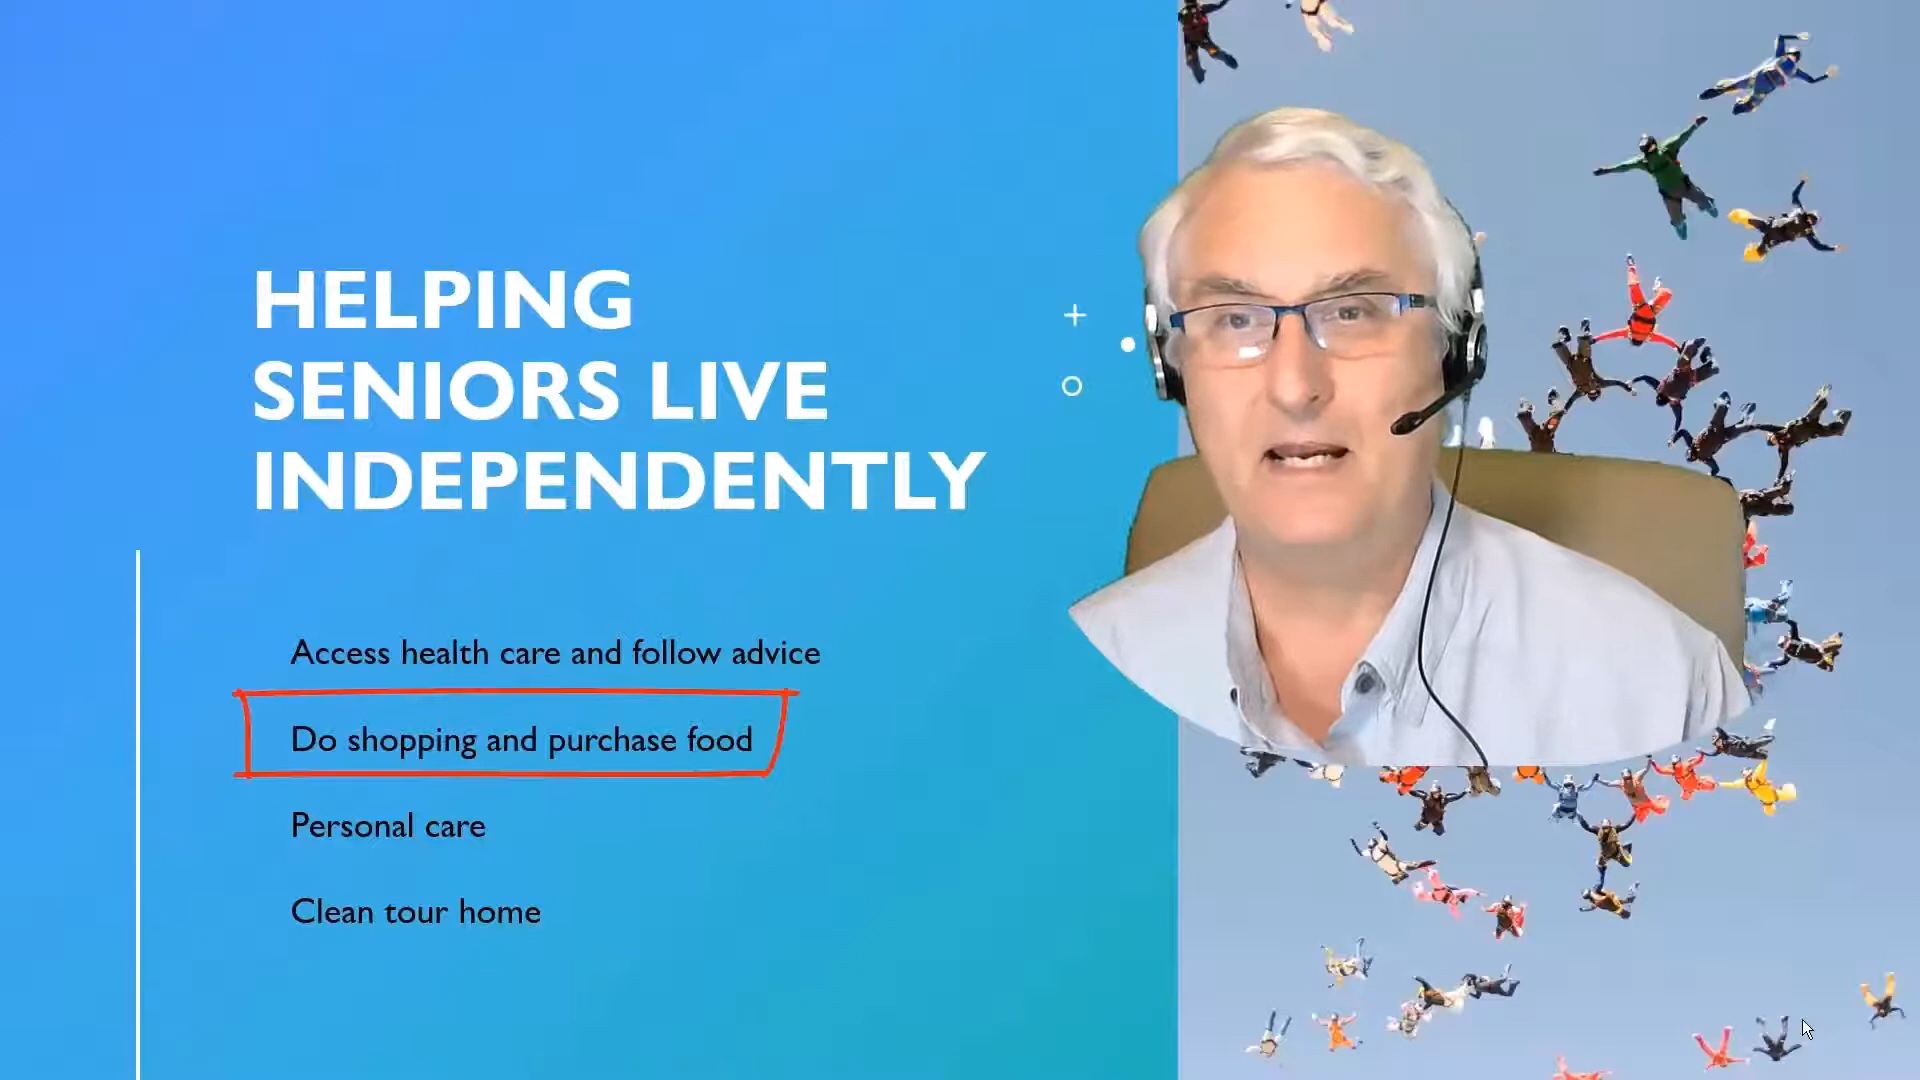 HELPING
SENIORS LIVE
INDEPENDENTLY
Access health care and follow advice
Do shopping and purchase food
Personal care
Clean tour home